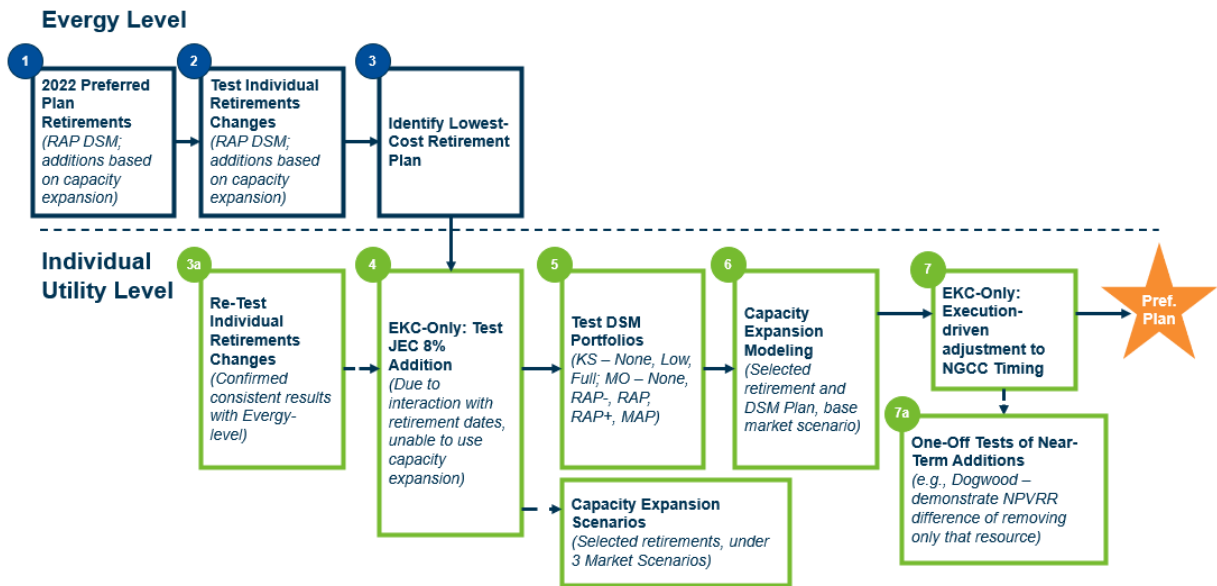 Evergy Level
1
2022 Preferred
Plan
Retirements
(RAP DSM;
additions based
on capacity
expansion)
2
Test Individual
Retirements
Changes
(RAP DSM;
additions based
on capacity
expansion)
3
Identify Lowest-
Cost Retirement
Plan
Individual
Utility Level
3a
Re-Test
Individual
Retirements
Changes
(Confirmed
consistent results
with Evergy-
level)
4
EKC-Only: Test
JEC 8%
Addition
(Due to
interaction with
retirement dates,
unable to use
capacity
expansion)
5
Test DSM
Portfolios
(KS – None, Low,
Full; MO – None,
RAP-, RAP,
RAP+, MAP)
Capacity Expansion
Scenarios
(Selected retirements, under
3 Market Scenarios)
6
Capacity
Expansion
Modeling
(Selected
retirement and
DSM Plan, base
market scenario)
7
EKC-Only:
Execution-
driven
adjustment to
NGCC Timing
7a
One-Off Tests of Near-
Term Additions
(e.g., Dogwood –
demonstrate NPVRR
difference of removing
only that resource)
Pref.
Plan